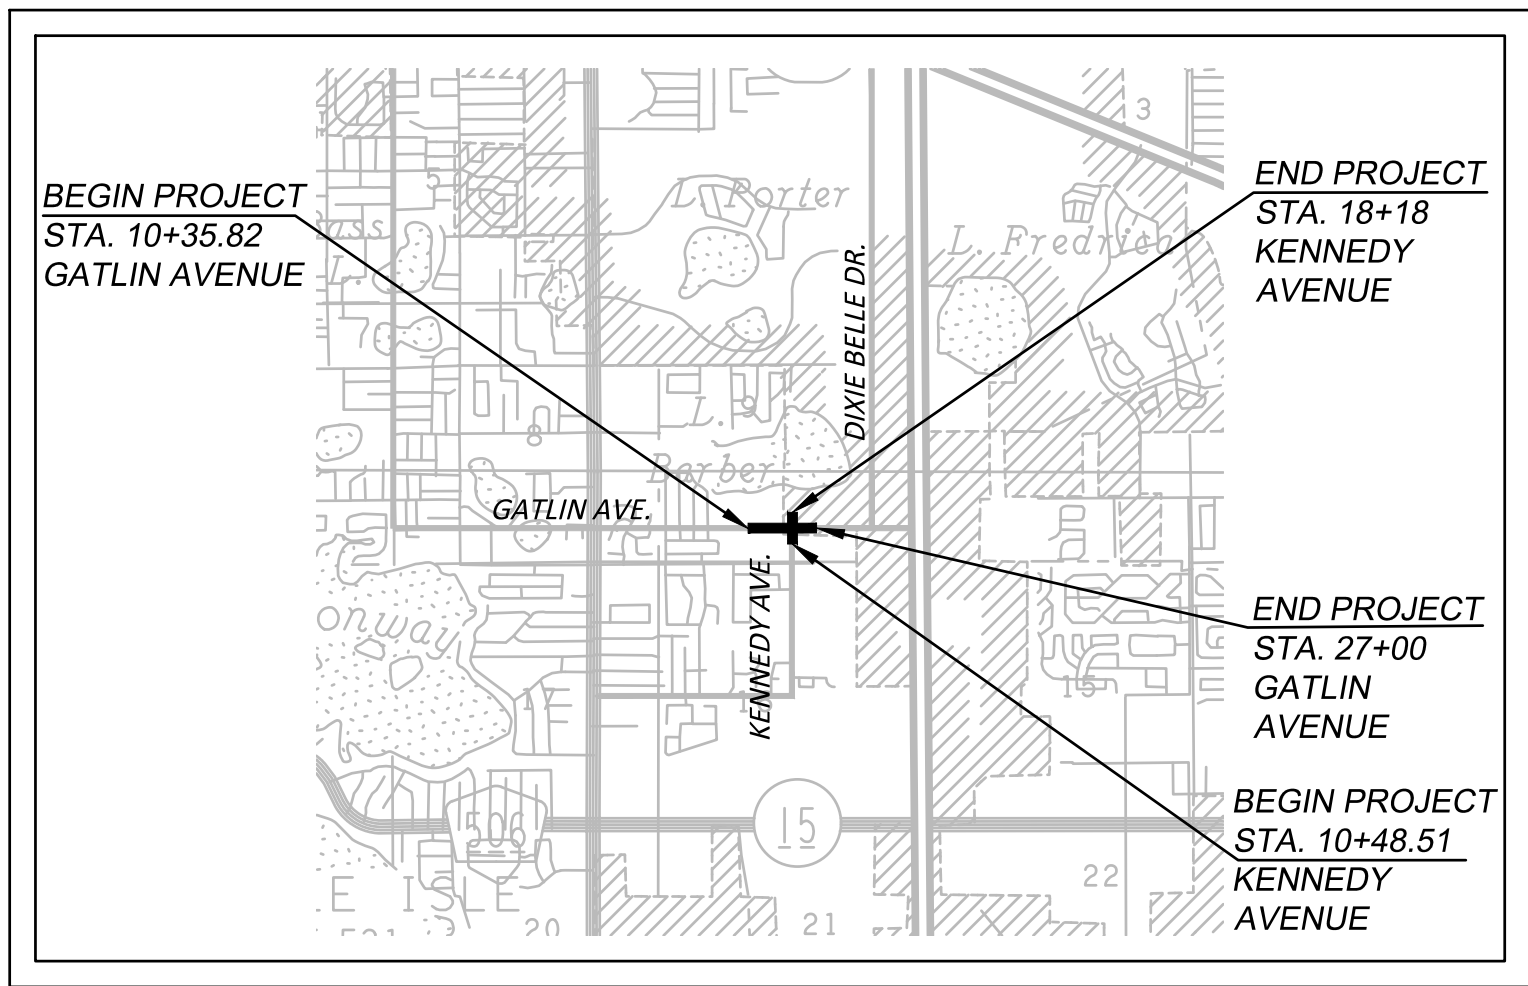 3
BEGIN PROJECT
STA. 10+35.82
GATLIN AVENUE
END PROJECT
STA. 18+18
KENNEDY
AVENUE
L. Porter
L. Fredrica
DIXIE BELLE DR.
L.
Barber
GATLIN AVE.
KENNEDY AVE.
onway
17
15
END PROJECT
STA. 27+00
GATLIN
AVENUE
BEGIN PROJECT
STA. 10+48.51
KENNEDY
AVENUE
506
15
E ISLE
20
21
22